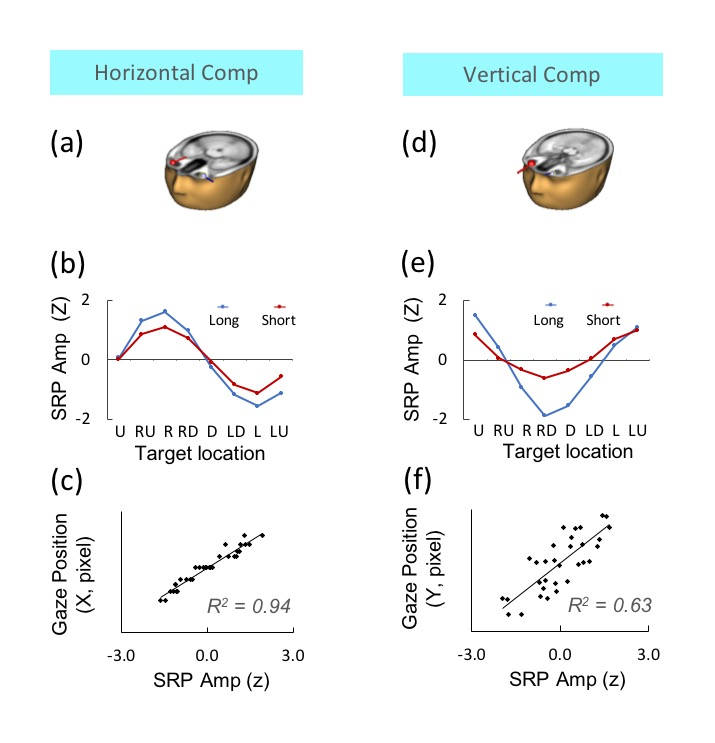 Horizontal Comp
Vertical Comp
(a)
(d)
(b)
(e)
SRP Amp (Z)
2
0
-2
Long Short
U RU R RD D LD L LU
Target location
SRP Amp (Z)
2
0
-2
Long Short
U RU R RD D LD L LU
Target location
(c)
(f)
Gaze Position
(X, pixel)
R² = 0.94
-3.0 0.0 3.0
SRP Amp (z)
Gaze Position
(Y, pixel)
R² = 0.63
-3.0 0.0 3.0
SRP Amp (z)